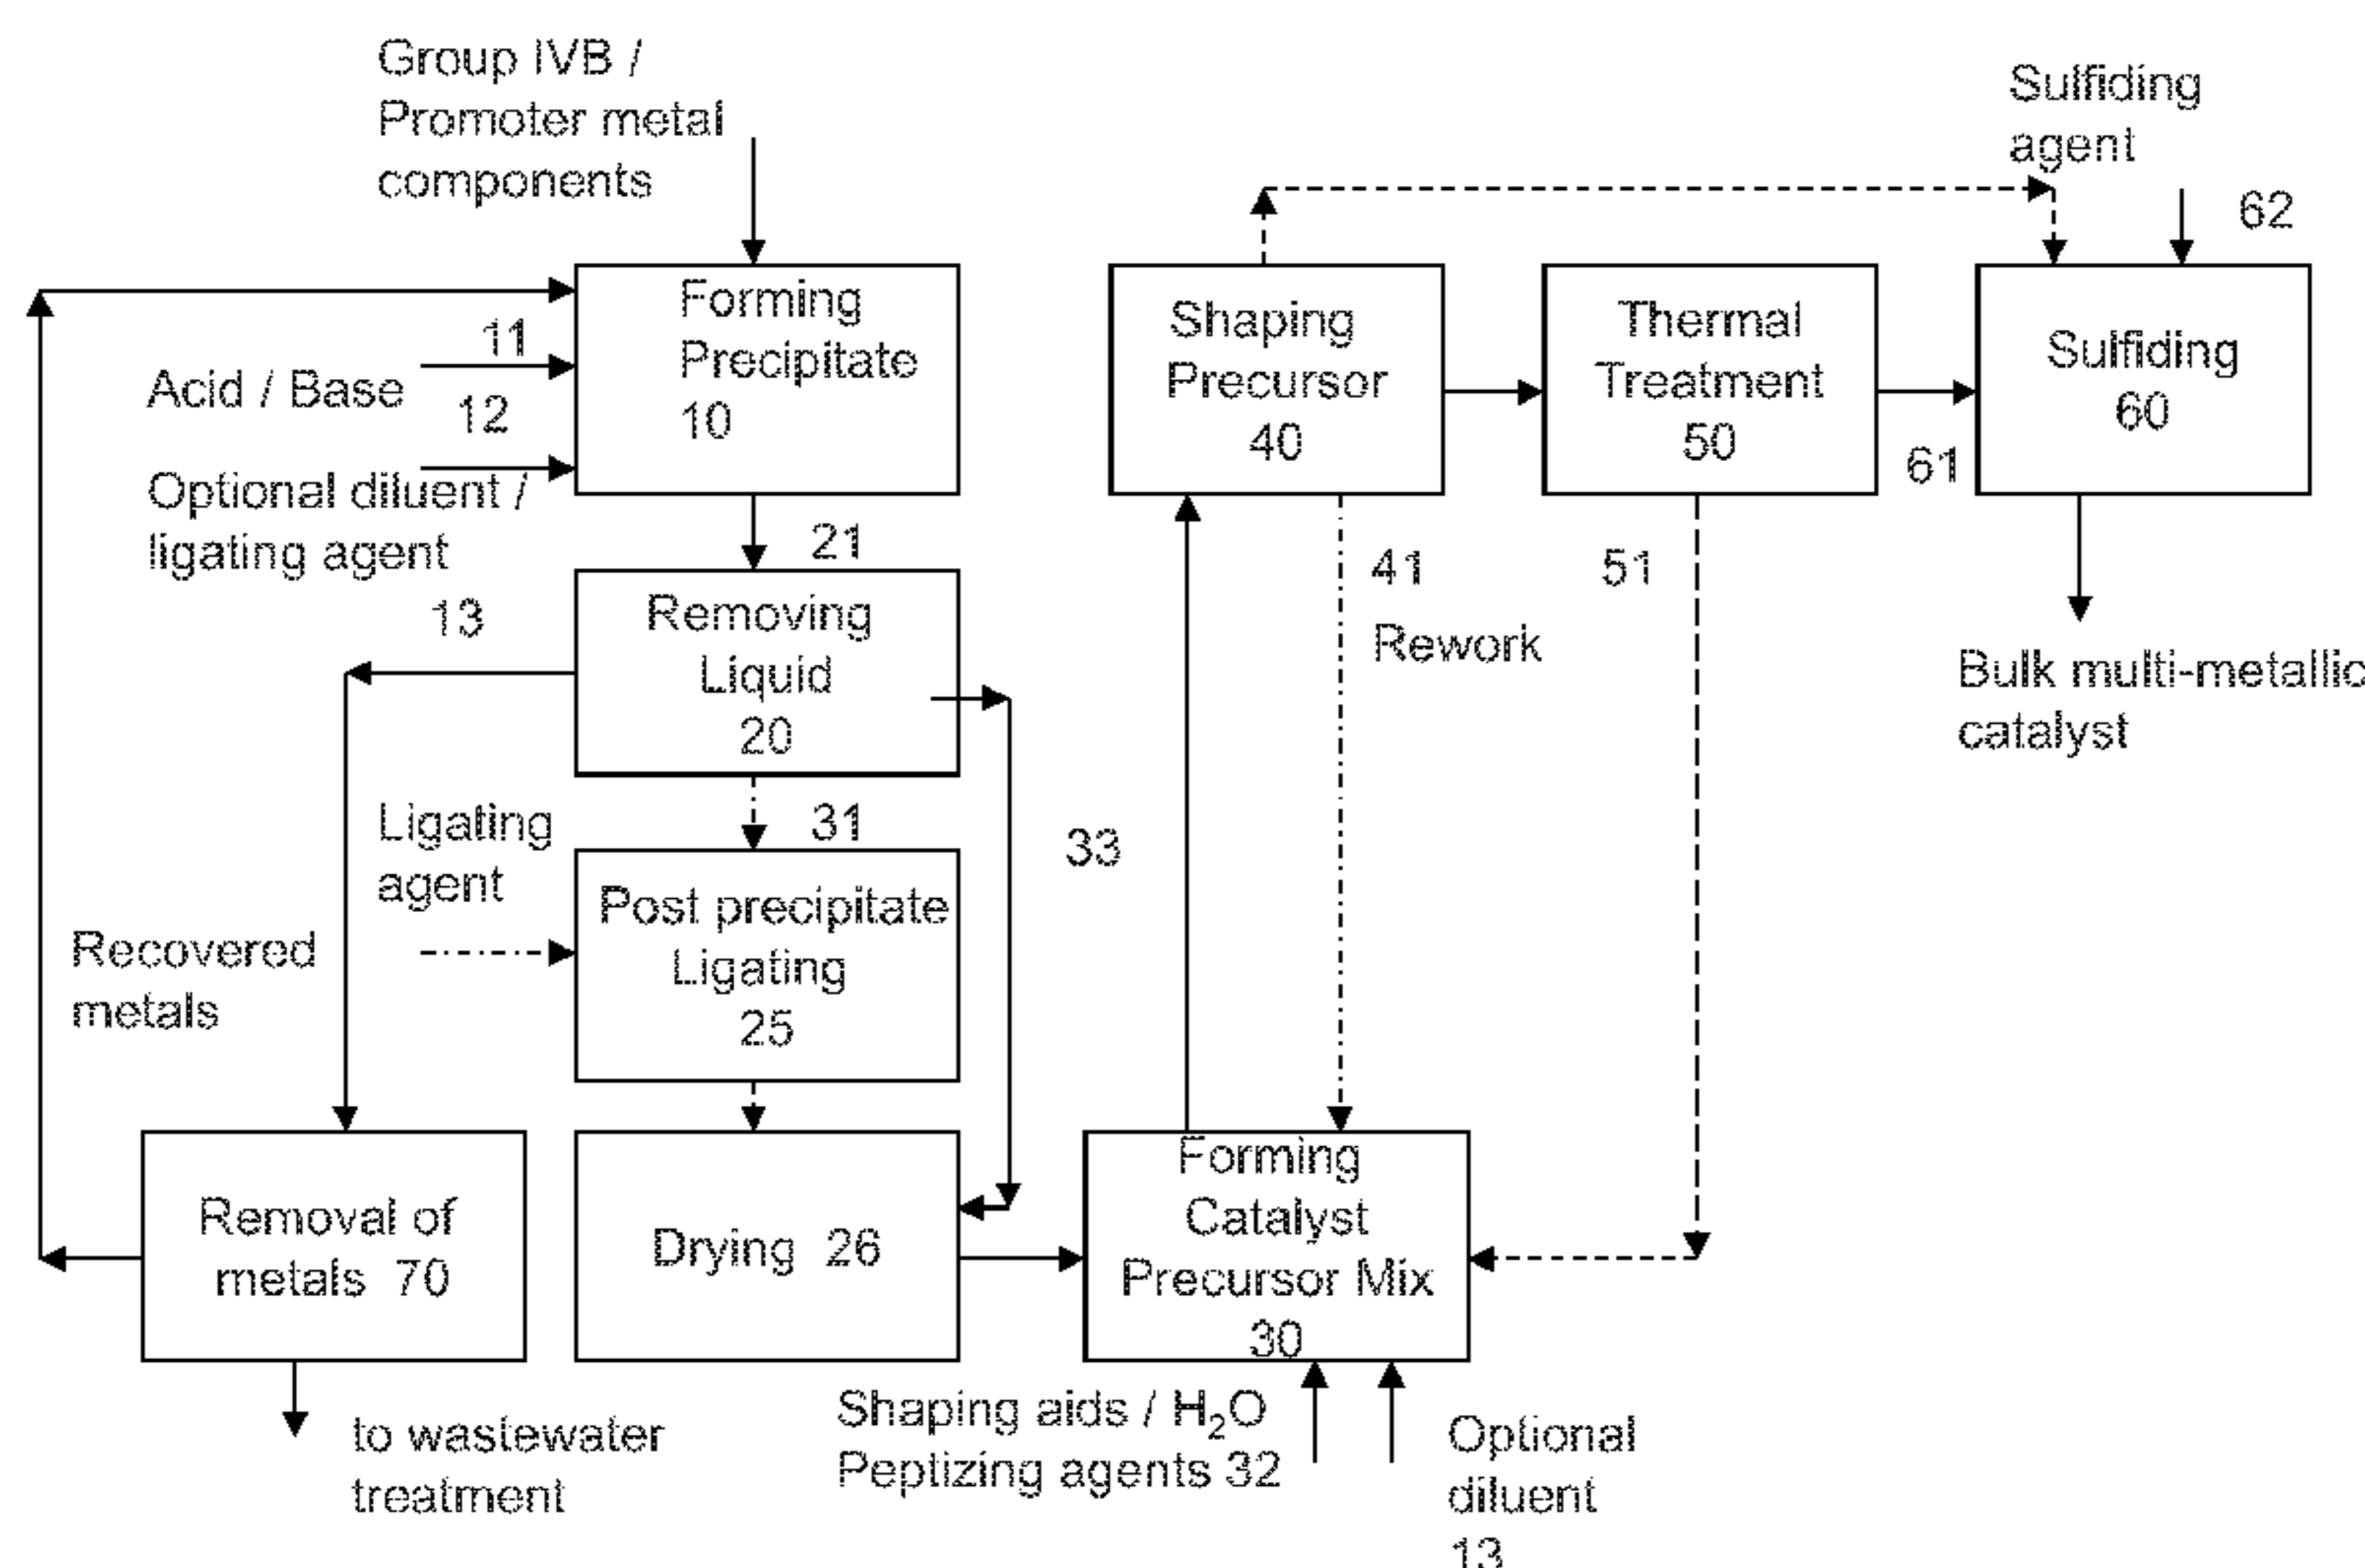 Group IVB /
Promoter metal
components
Sulfiding
agent
62
Forming
Precipitate
10
11
Acid / Base
12
Optional diluent /
ligating agent
Shaping
Precursor
40
Thermal
Treatment
50
61
Sulfiding
60
21
13
Removing
Liquid
20
41
Rework
51
Bulk multi-metallic
catalyst
Ligating
agent
31
33
Post precipitate
Ligating
25
Recovered
metals
Removal of
metals 70
Drying 26
Forming
Catalyst
Precursor Mix
30
to wastewater
treatment
Shaping aids / H₂O
Peptizing agents 32
Optional
diluent
13